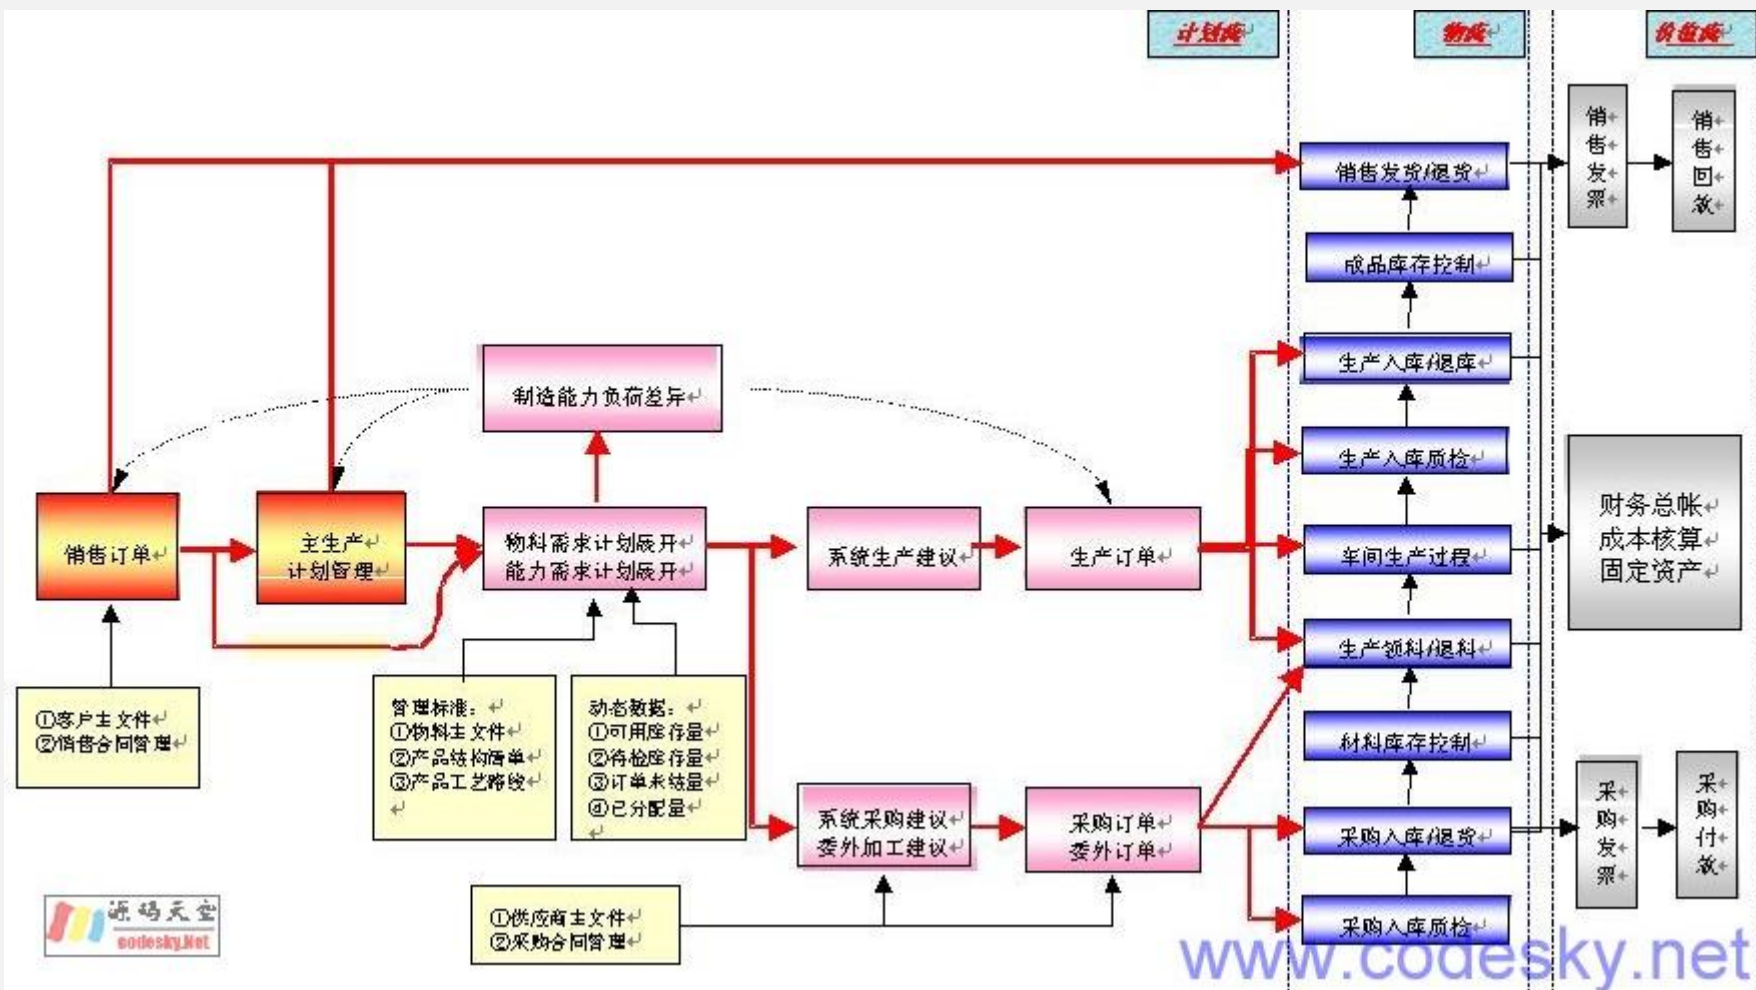 计划流
物流
价值流
销售发票
销售回款
销售发货/退货
成品库存控制
生产入库/退库
制造能力负荷差异
生产入库质检
财务总帐
成本核算
固定资产
销售订单
主生产
计划管理
物料需求计划展开
能力需求计划展开
系统生产建议
生产订单
车间生产过程
生产领料/退料
①客户主文件
②销售合同管理
管理标准：
①物料主文件
②产品结构清单
③产品工艺路线
动态数据：
①可用库存量
②待检库存量
③订单未结量
④已分配量
材料库存控制
系统采购建议
委外加工建议
采购订单
委外订单
采购入库/退货
采购发票
采购付款
①供应商主文件
②采购合同管理
采购入库质检
源码天空
codesky.Net
www.codesky.net